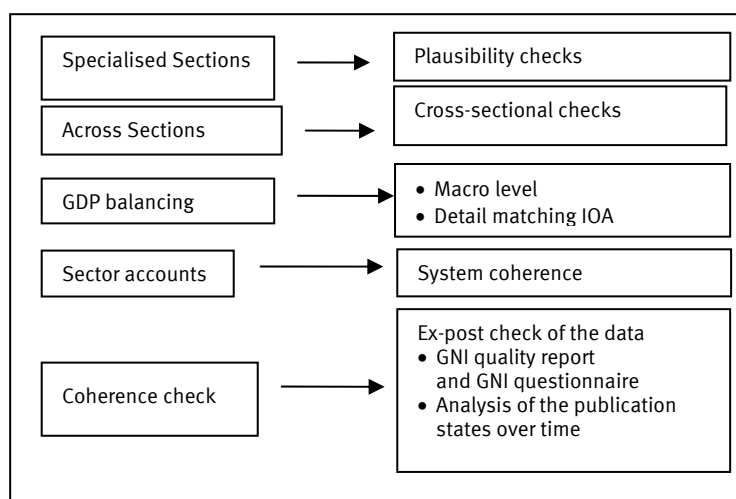 Specialised Sections
Plausibility checks
Across Sections
Cross-sectional checks
GDP balancing
• Macro level
• Detail matching IOA
Sector accounts
System coherence
Coherence check
Ex-post check of the data
• GNI quality report
and GNI questionnaire
• Analysis of the publication
states over time